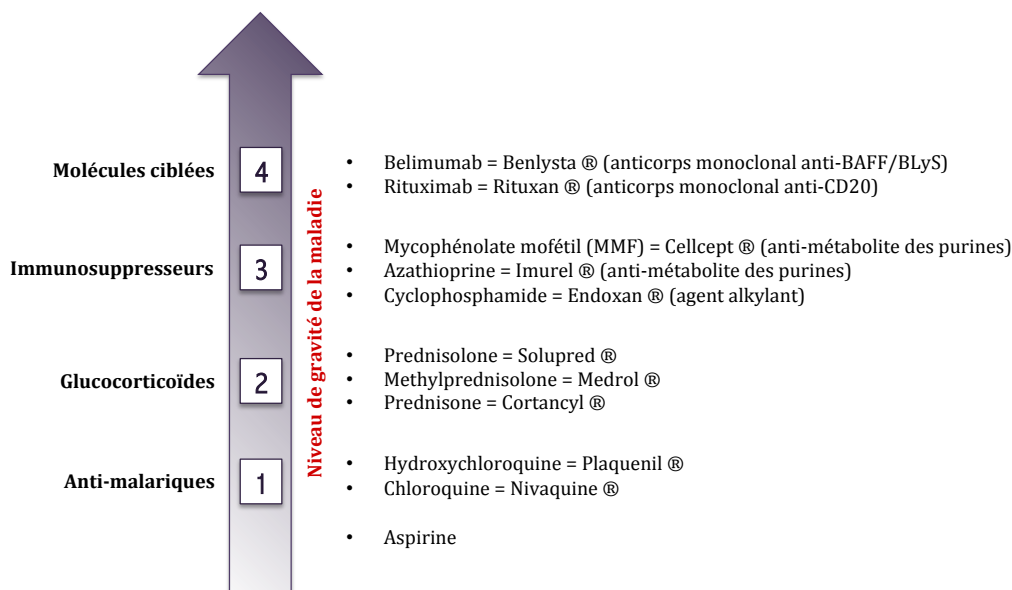 Molécules ciblées
4
• Belimumab = Benlysta ® (anticorps monoclonal anti-BAFF/BLyS)
• Rituximab = Rituxan ® (anticorps monoclonal anti-CD20)
Niveau de gravité de la maladie
Immunosuppresseurs
3
• Mycophénolate mofétil (MMF) = Cellcept ® (anti-métabolite des purines)
• Azathioprine = Imurel ® (anti-métabolite des purines)
• Cyclophosphamide = Endoxan ® (agent alkylant)
Glucocorticoïdes
2
• Prednisolone = Solupred ®
• Methylprednisolone = Medrol ®
• Prednisone = Cortancyl ®
Anti-malariques
1
• Hydroxychloroquine = Plaquenil ®
• Chloroquine = Nivaquine ®
• Aspirine